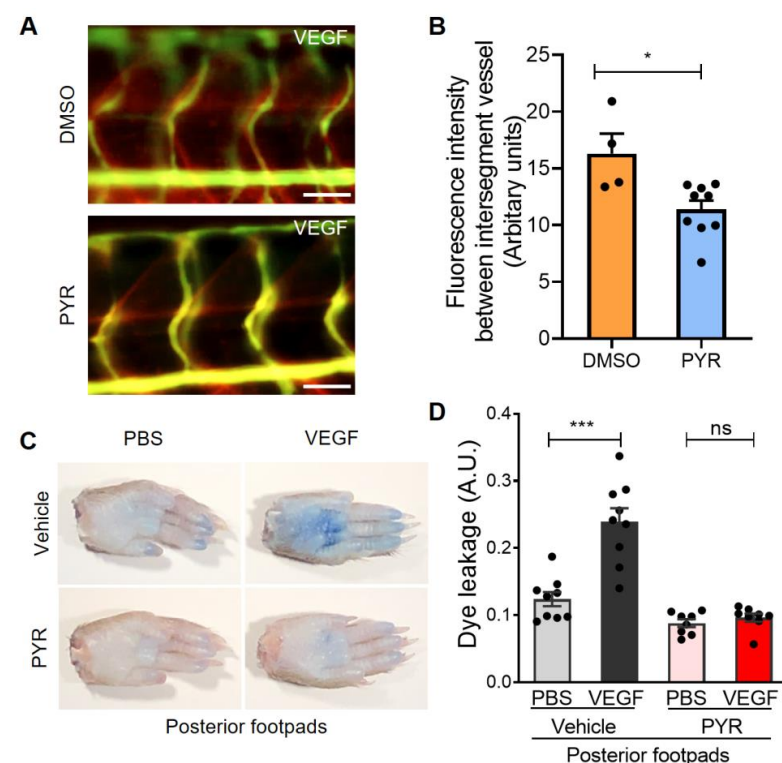 A
VEGF
DMSO
VEGF
PYR
B
Fluorescence intensity
between intersegment vessel
(Arbitary units)
25
20
15
10
5
0
*
DMSO
PYR
C
PBS
VEGF
Vehicle
PYR
Posterior footpads
D
Dye leakage (A.U.)
0.4
0.3
0.2
0.1
0.0
***
ns
PBS VEGF PBS VEGF
Vehicle PYR
Posterior footpads